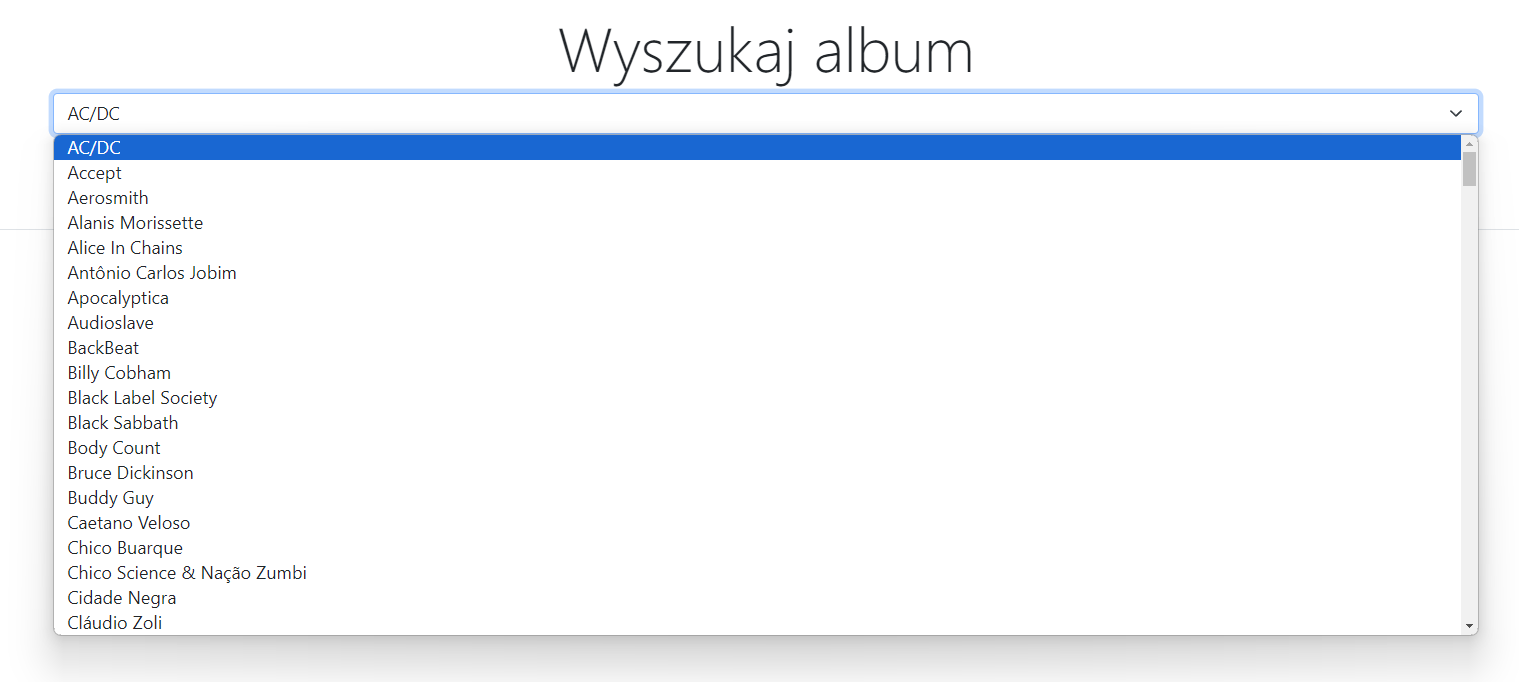 Wyszukaj album
AC/DC
AC/DC
Accept
Aerosmith
Alanis Morissette
Alice In Chains
Antônio Carlos Jobim
Apocalyptica
Audioslave
BackBeat
Billy Cobham
Black Label Society
Black Sabbath
Body Count
Bruce Dickinson
Buddy Guy
Caetano Veloso
Chico Buarque
Chico Science & Nação Zumbi
Cidade Negra
Cláudio Zoli